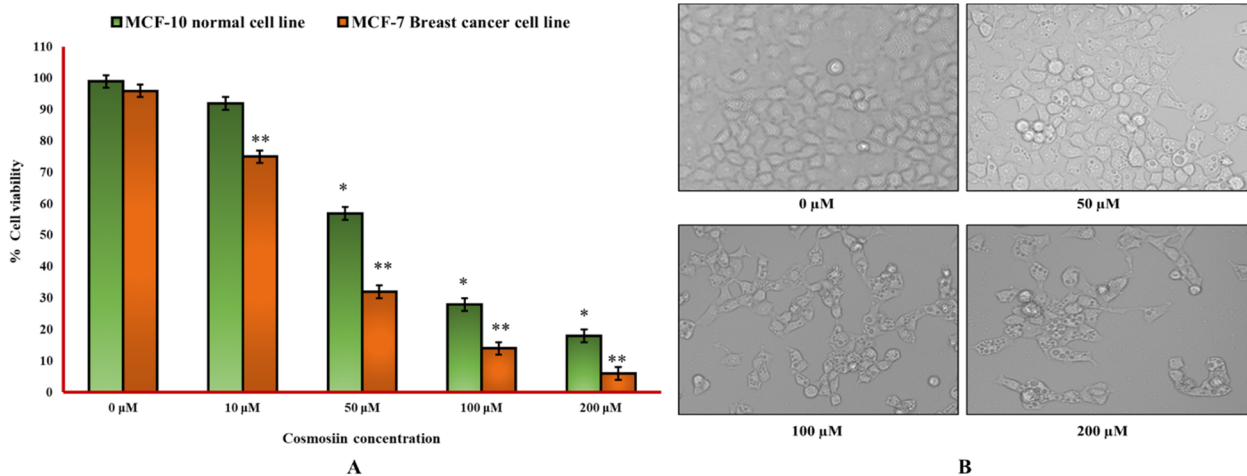 MCF-10 normal cell line MCF-7 Breast cancer cell line
110
100
90
80
70
60
50
40
30
20
10
0
% Cell viability
**
*
**
*
**
*
**
0 µM 10 µM 50 µM 100 µM 200 µM
Cosmosiin concentration
A
0 µM 50 µM
100 µM 200 µM
B